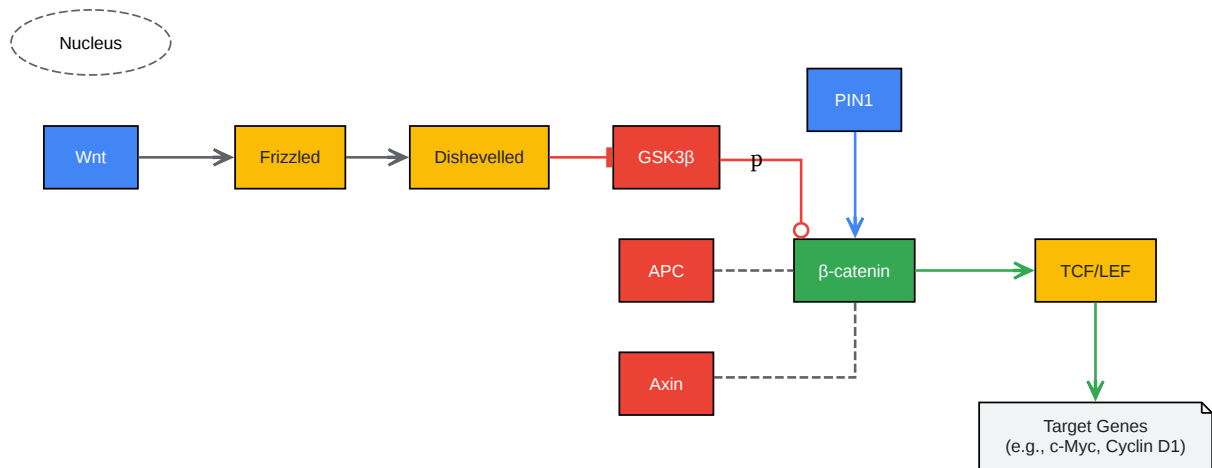 Nucleus
PIN1
Wnt
Frizzled
Dishevelled
GSK3β
p
APC
β-catenin
TCF/LEF
Axin
Target Genes
(e.g., c-Myc, Cyclin D1)